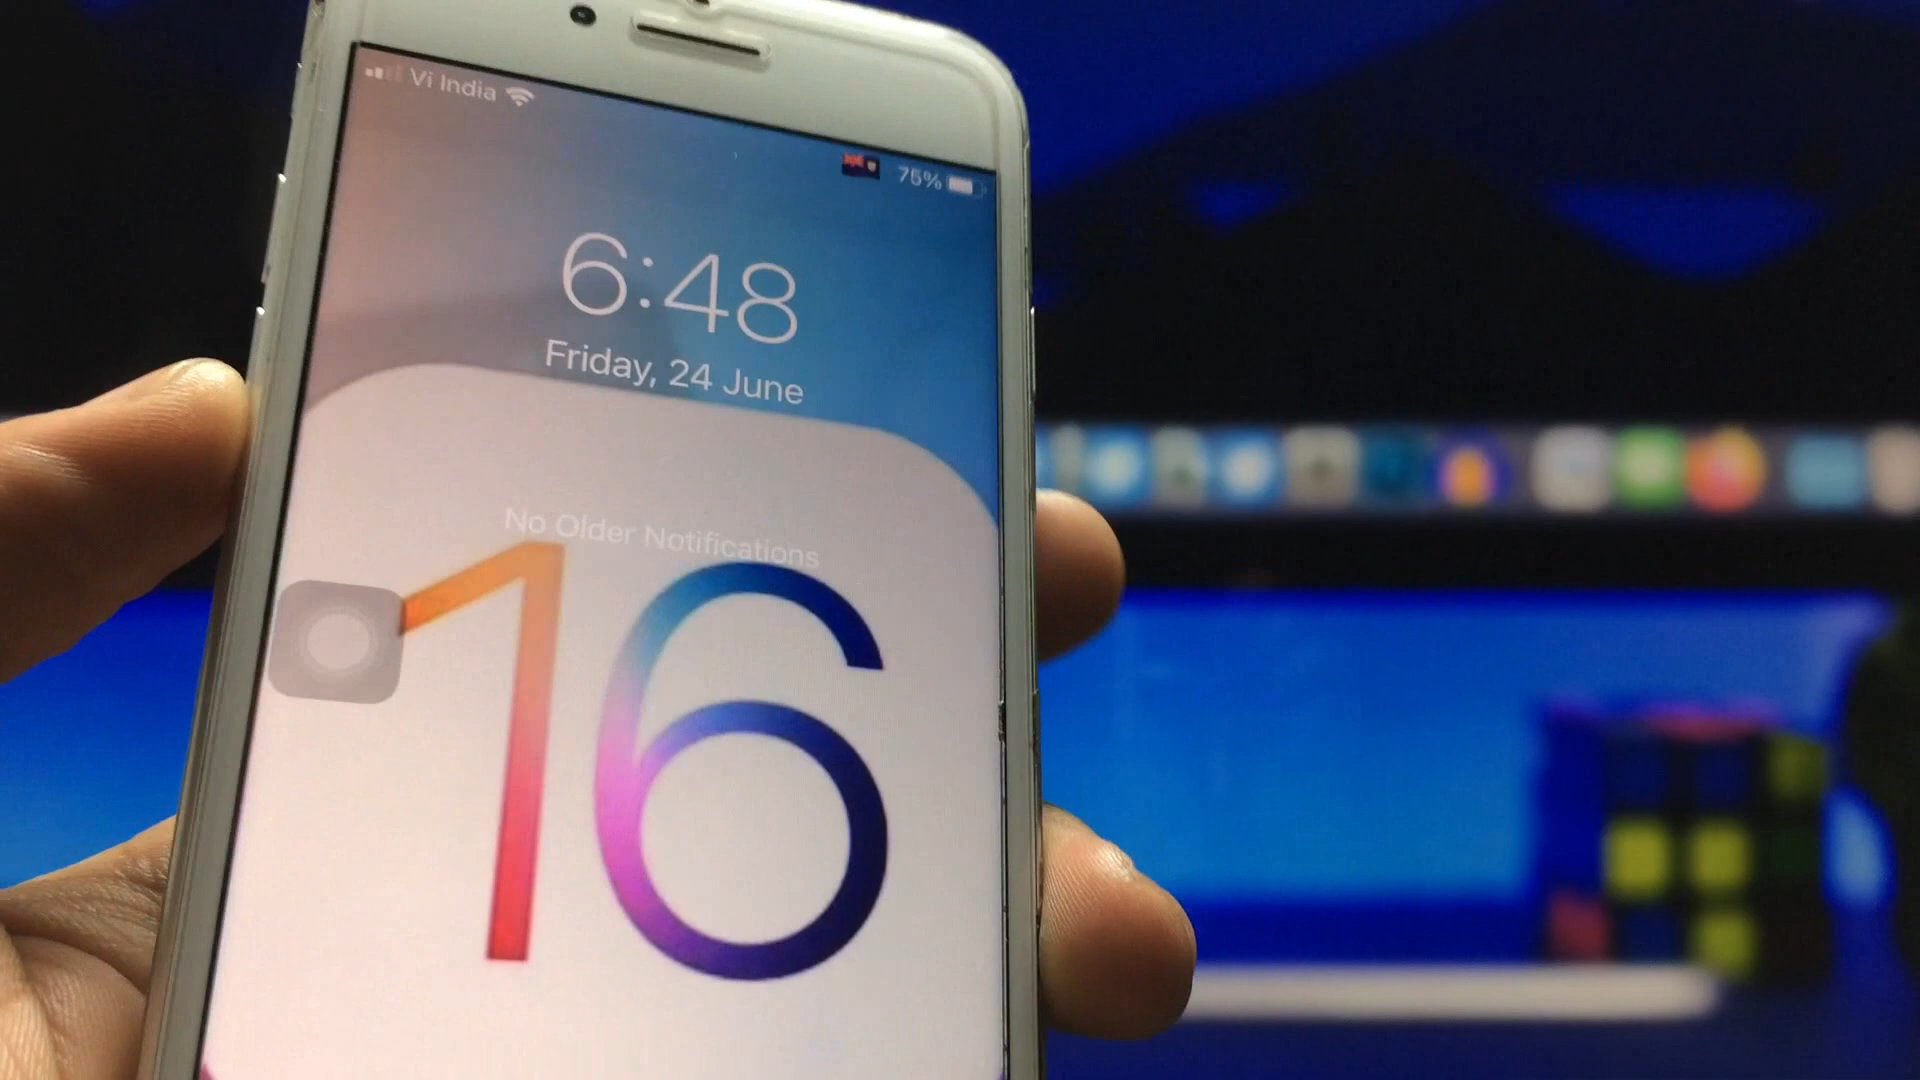 Vi India
75%
6:48
Friday, 24 June
No Older Notifications
16